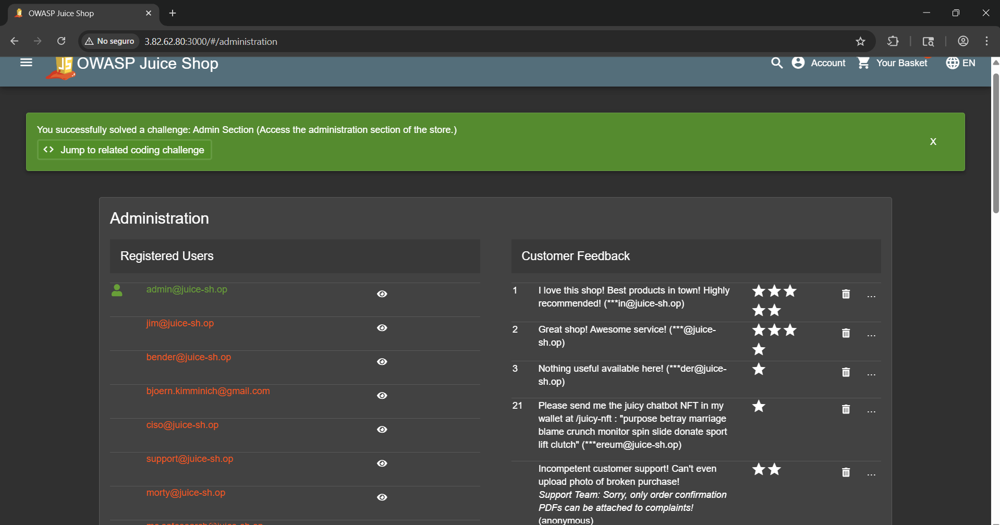 OWASP Juice Shop
No seguro
3.82.62.80:3000/#/administration
OWASP Juice Shop
Account
Your Basket
EN
You successfully solved a challenge: Admin Section (Access the administration section of the store.)
X
<> Jump to related coding challenge
Administration
Registered Users
admin@juice-sh.op
jim@juice-sh.op
bender@juice-sh.op
bjoern.kimminich@gmail.com
ciso@juice-sh.op
support@juice-sh.op
morty@juice-sh.op
Customer Feedback
1
I love this shop! Best products in town! Highly
recommended! (***in@juice-sh.op)
...
2
Great shop! Awesome service! (***@juice-
sh.op)
...
3
Nothing useful available here! (***der@juice-
sh.op)
...
21
Please send me the juicy chatbot NFT in my
wallet at /juicy-nft : "purpose betray marriage
blame crunch monitor spin slide donate sport
lift clutch" (***ereum@juice-sh.op)
...
Incompetent customer support! Can't even
upload photo of broken purchase!
Support Team: Sorry, only order confirmation
PDFs can be attached to complaints!
(anonymous)
...